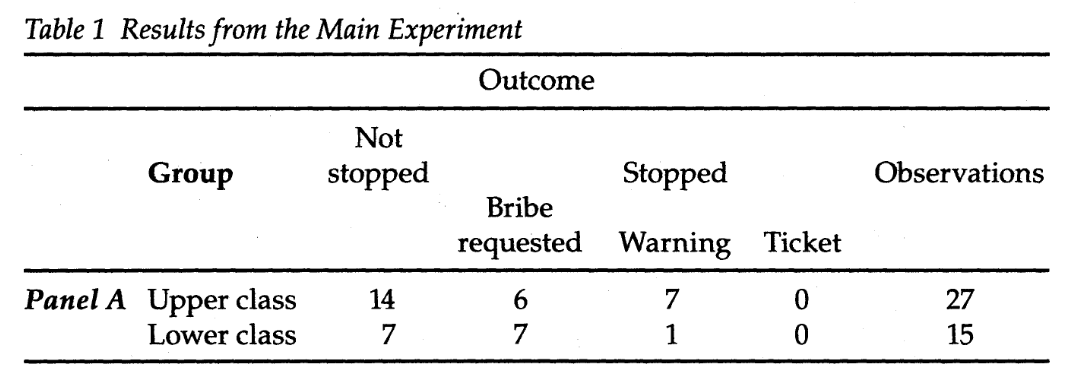 Table 1 Results from the Main Experiment
Outcome
Not
Group stopped Stopped Observations
Bribe
requested Warning Ticket
Panel A Upper class 14 6 7 0 27
Lower class 7 7 1 0 15